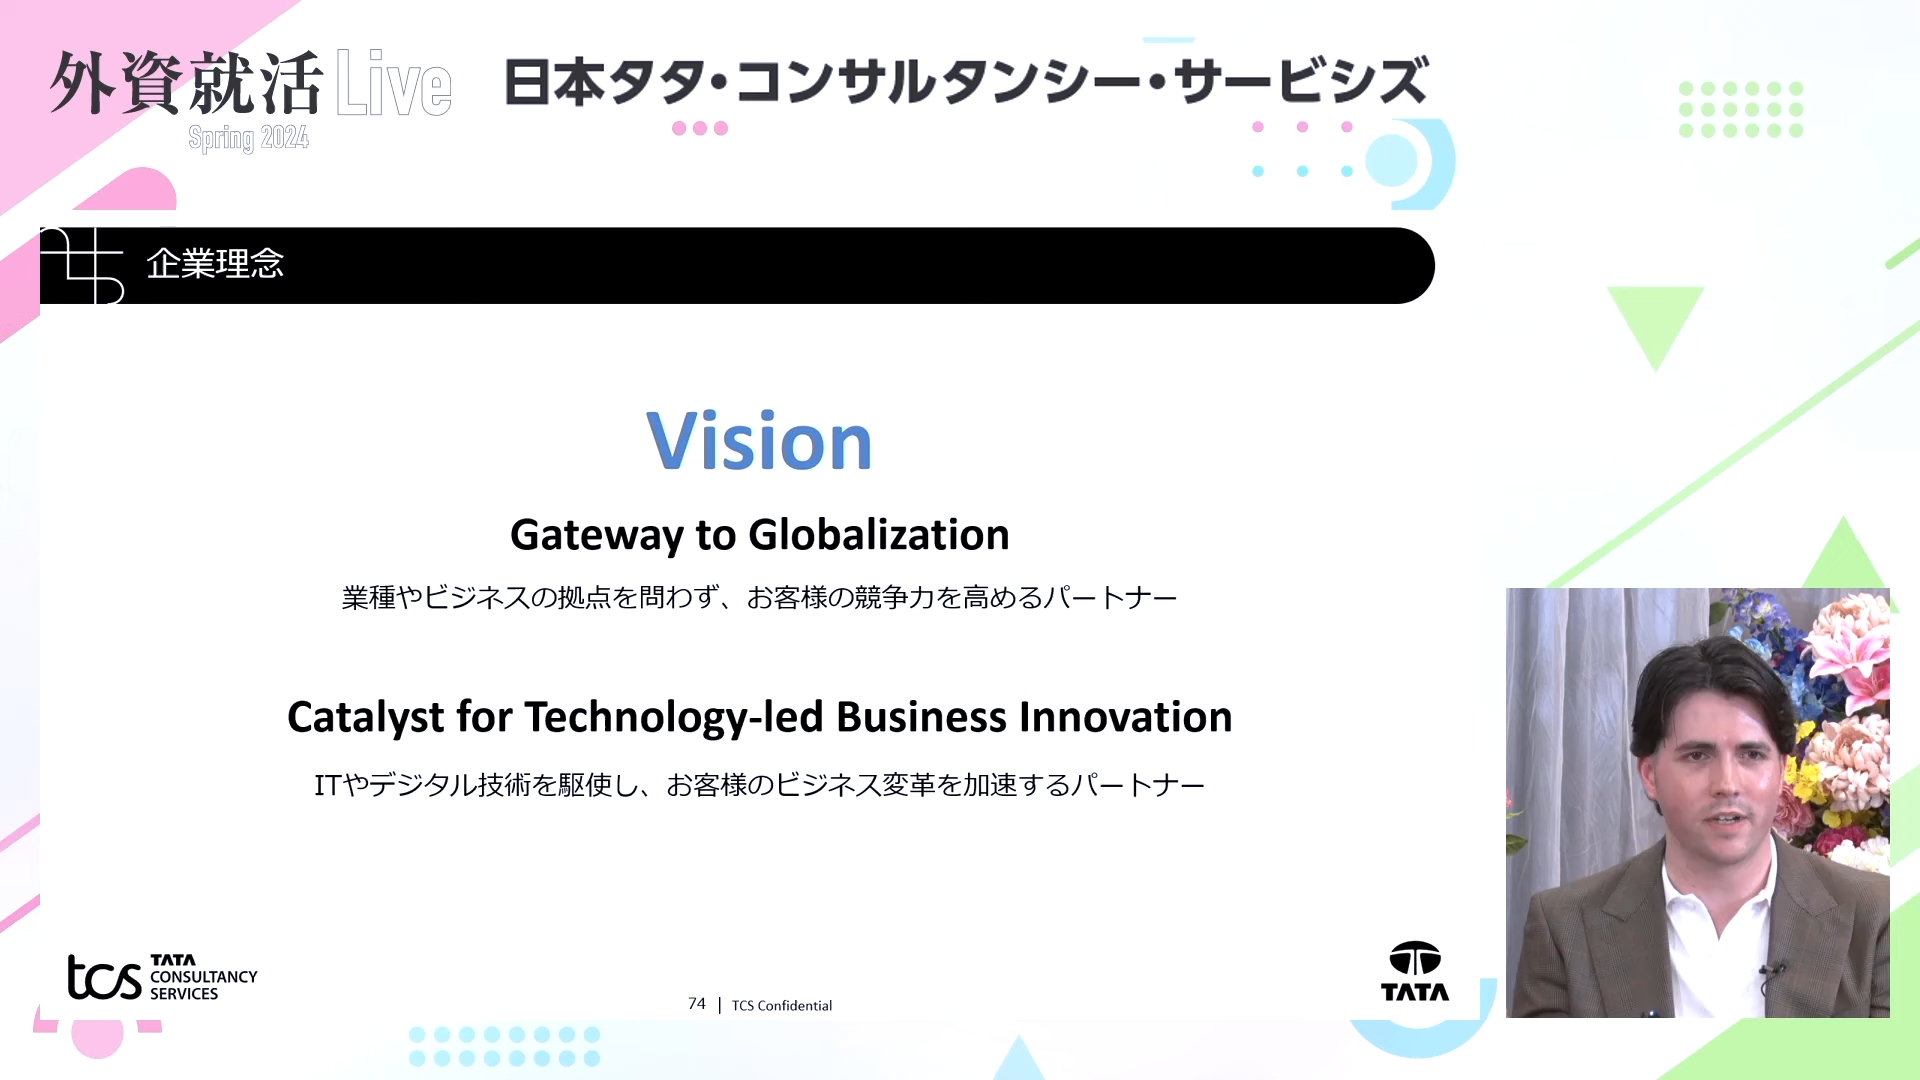 外資就活Live
Spring 2024
日本タタ・コンサルタンシー・サービシズ
企業理念
Vision
Gateway to Globalization
業種やビジネスの拠点を問わず、お客様の競争力を高めるパートナー
Catalyst for Technology-led Business Innovation
ITやデジタル技術を駆使し、お客様のビジネス変革を加速するパートナー
tcs TATA
CONSULTANCY
SERVICES
74 | TCS Confidential
TATA